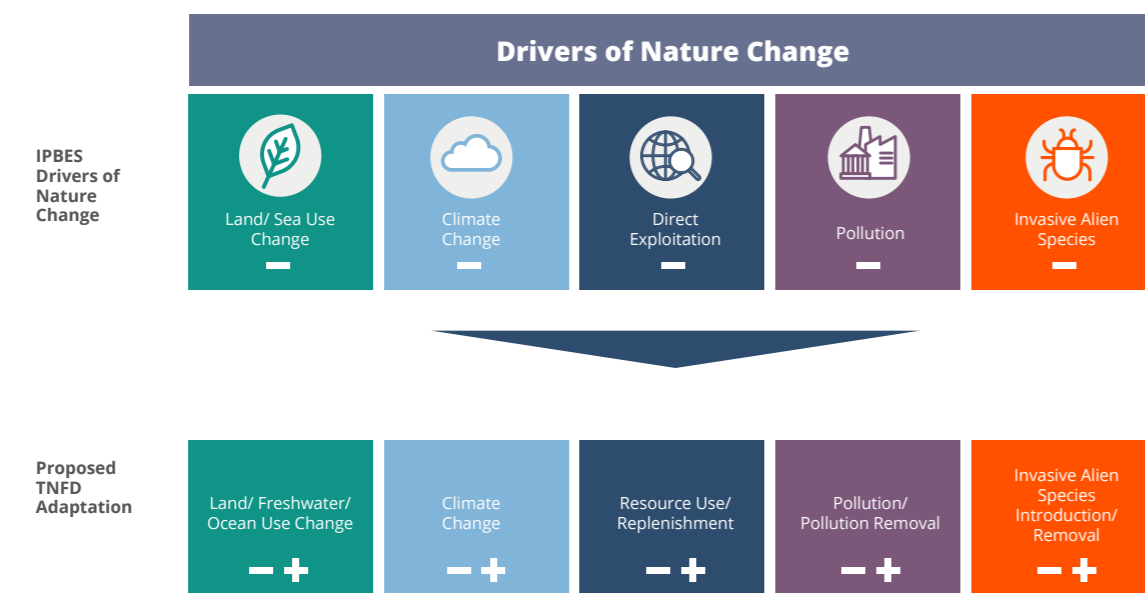 Drivers of Nature Change
IPBES
Drivers of
Nature
Change
Land/ Sea Use
Change
Climate
Change
Direct
Exploitation
Pollution
Invasive Alien
Species
Proposed
TNFD
Adaptation
Land/ Freshwater/
Ocean Use Change
Climate
Change
Resource Use/
Replenishment
Pollution/
Pollution Removal
Invasive Alien
Species
Introduction/
Removal